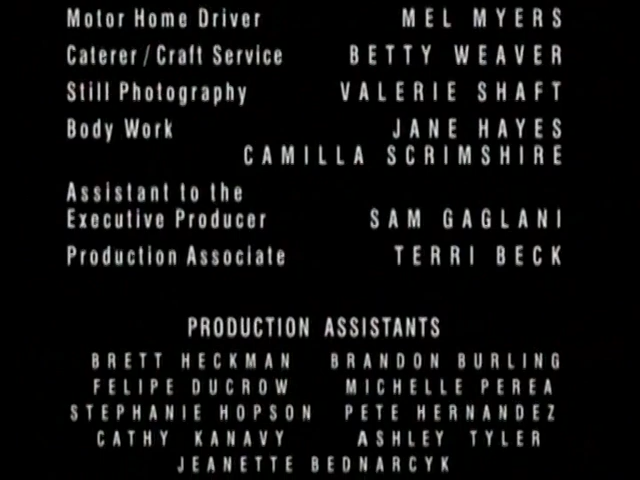 Motor Home Driver MEL MYERS
Caterer/Craft Service BETTY WEAVER
Still Photography VALERIE SHAFT
Body Work JANE HAYES
CAMILLA SCRIMSHIRE
Assistant to the
Executive Producer SAM GAGLANI
Production Associate TERRI BECK
PRODUCTION ASSISTANTS
BRETT HECKMAN BRANDON BURLING
FELIPE DUCROW MICHELLE PEREA
STEPHANIE HOPSON PETE HERNANDEZ
CATHY KANAVY ASHLEY TYLER
JEANETTE BEDNARCYK